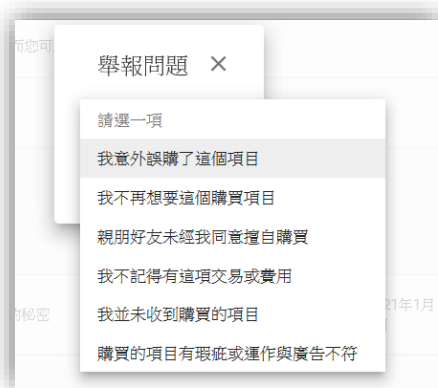 而您可
舉報問題 ×
請選一項
我意外誤購了這個項目
我不再想要這個購買項目
親朋好友未經我同意擅自購買
我不記得有這項交易或費用
我並未收到購買的項目
的秘密
21年1月
購買的項目有瑕疵或運作與廣告不符